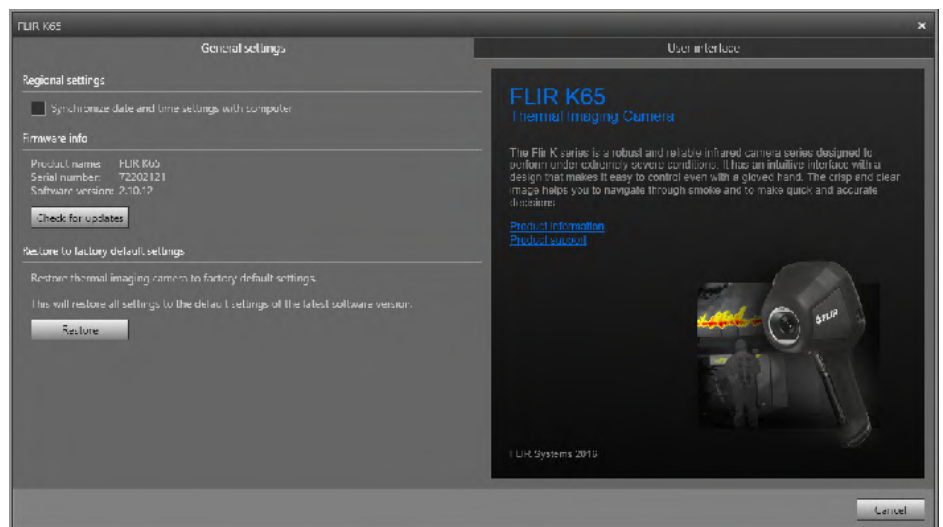 FLIR K65
General settings
User interface
Regional settings
Synchronize date and time settings with computer
Firmware info
Product name: FLIR K65
Serial number: 72202121
Software version: 2.10.12
Check for updates
Restore to factory default settings
Restore thermal imaging camera to factory default settings.
This will restore all settings to the default settings of the latest software version.
Restore
FLIR K65
Thermal Imaging Camera
The Flir K series is a robust and reliable infrared camera series designed to
perform under extremely severe conditions. It has an intuitive interface with a
design that makes it easy to control even with a gloved hand. The crisp and clear
image helps you to navigate through smoke and to make quick and accurate
decisions
Product information
Product support
FLIR
FLIR Systems 2016
Cancel